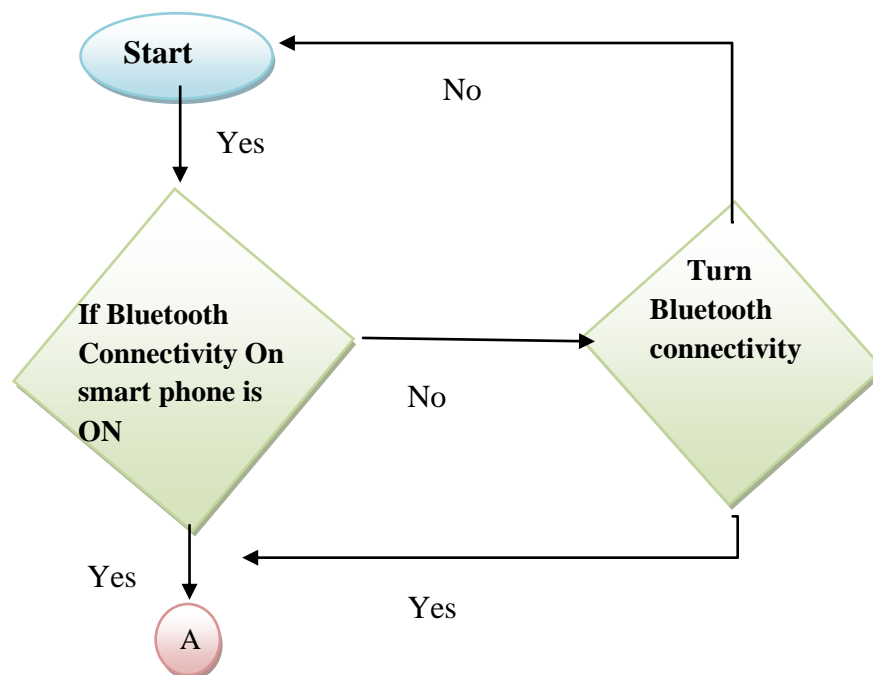 Start
No
Yes
If Bluetooth
Connectivity On
smart phone is
ON
Turn
Bluetooth
connectivity
No
Yes
Yes
A